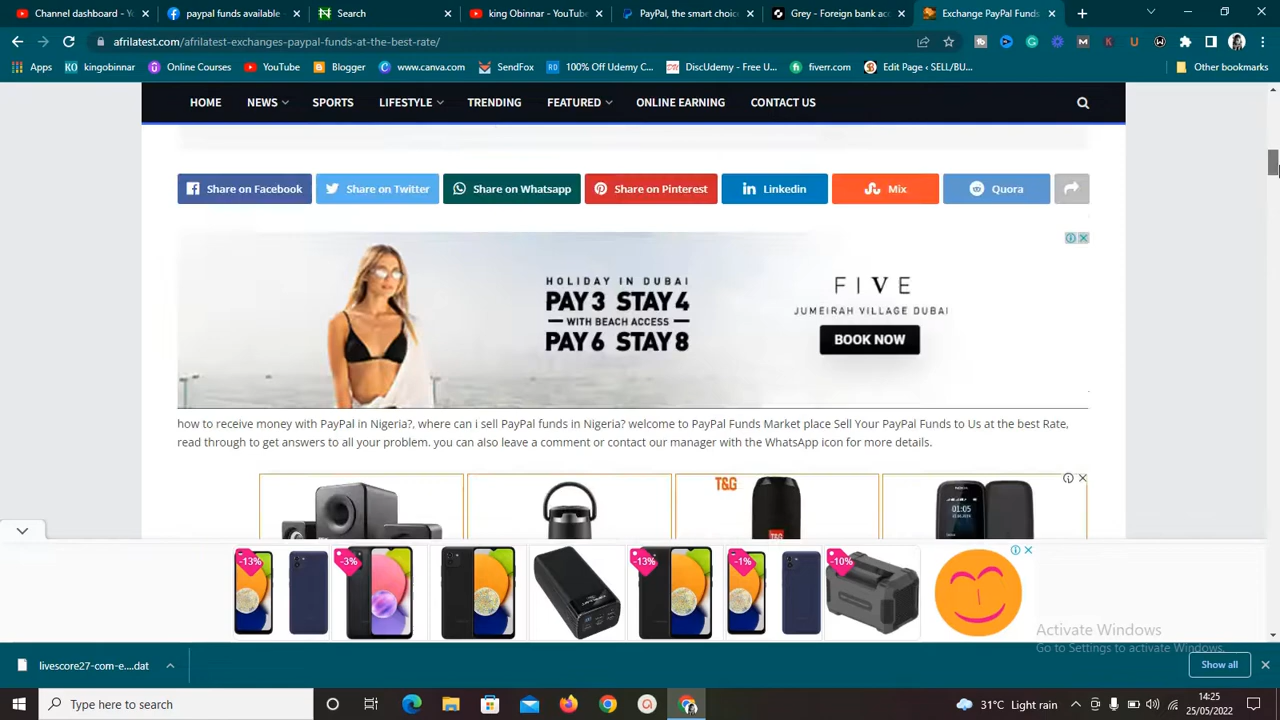 Channel dashboard - Yo
paypal funds available -
Search
king Obinnar - YouTube
PayPal, the smart choic
Grey - Foreign bank acc
Exchange PayPal Funds
afrilatest.com/afrilatest-exchanges-paypal-funds-at-the-best-rate/
Apps
kingobinnar
Online Courses
YouTube
Blogger
www.canva.com
SendFox
100% Off Udemy C...
DiscUdemy - Free U...
fiverr.com
Edit Page ‹ SELL/BU...
Other bookmarks
HOME
NEWS
SPORTS
LIFESTYLE
TRENDING
FEATURED
ONLINE EARNING
CONTACT US
Share on Facebook
Share on Twitter
Share on Whatsapp
Share on Pinterest
Linkedin
Mix
Quora
HOLIDAY IN DUBAI
PAY 3 STAY 4
WITH BEACH ACCESS
PAY 6 STAY 8
FIVE
JUMEIRAH VILLAGE DUBAI
BOOK NOW
how to receive money with PayPal in Nigeria?, where can i sell PayPal funds in Nigeria? welcome to PayPal Funds Market place Sell Your PayPal Funds to Us at the best Rate,
read through to get answers to all your problem. you can also leave a comment or contact our manager with the WhatsApp icon for more details.
T&G
T&G
01:05
-13%
-3%
-13%
-1%
-10%
Activate Windows
Go to Settings to activate Windows.
livescore27-com-e....dat
Show all
Type here to search
31°C Light rain
14:25
25/05/2022